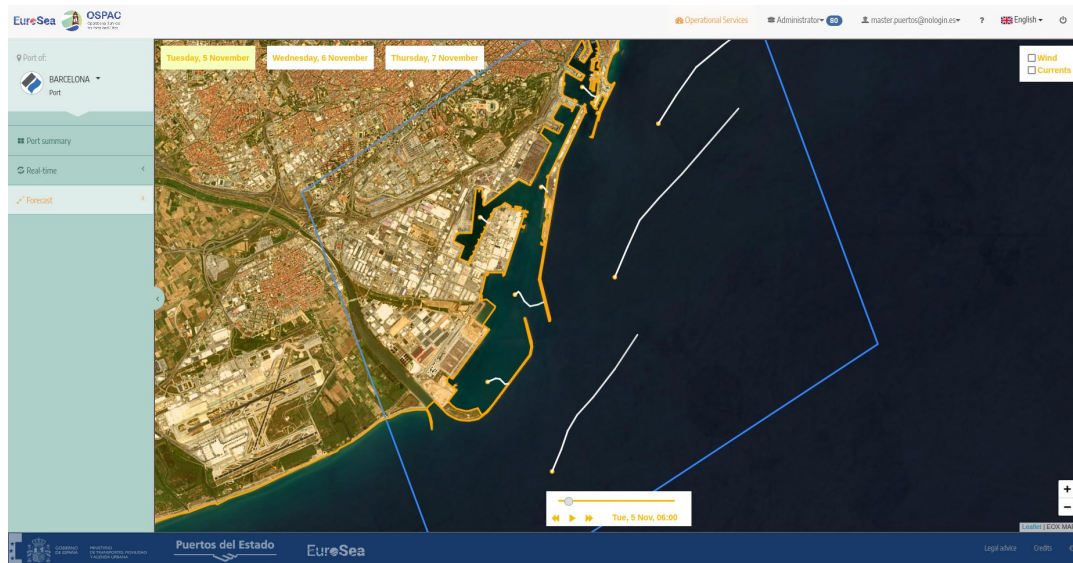 EuroSea
OSPAC
Operational Services Administrator 80 master.puertos@nologin.es ? English
Port of:
BARCELONA
Port
Port summary
Real-time
Forecast
Tuesday, 5 November
Wednesday, 6 November
Thursday, 7 November
Wind
Currents
Tue, 5 Nov, 06:00
+
−
Leaflet | EOX MA
GOBIERNO
DE ESPAÑA
MINISTERIO
DE TRANSPORTES, MOVILIDAD
Y AGENDA URBANA
Puertos del Estado
EuroSea
Legal advice Credits